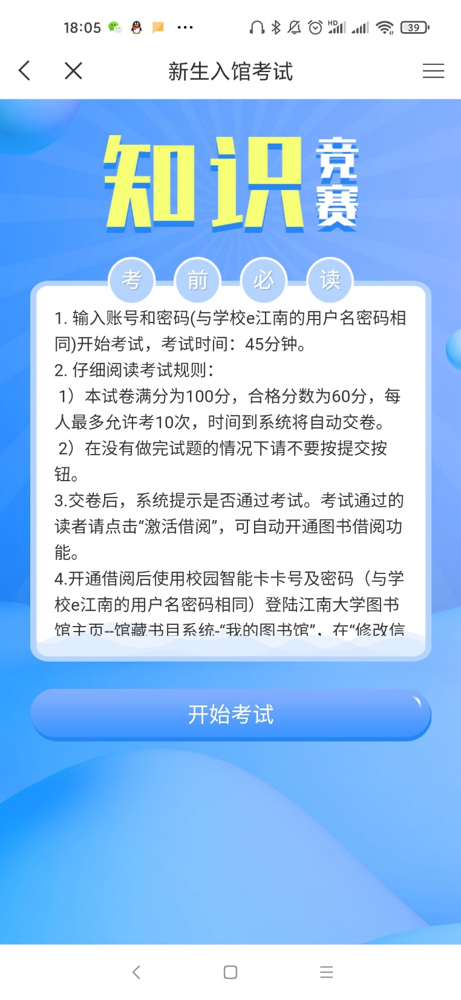 18:05
HD
39
新生入馆考试
知识
竞赛
考前必读
1. 输入账号和密码(与学校e江南的用户名密码相
同)开始考试，考试时间：45分钟。
2. 仔细阅读考试规则：
1）本试卷满分为100分，合格分数为60分，每
人最多允许考10次，时间到系统将自动交卷。
2）在没有做完试题的情况下请不要按提交按
钮。
3.交卷后，系统提示是否通过考试。考试通过的
读者请点击“激活借阅”，可自动开通图书借阅功
能。
4.开通借阅后使用校园智能卡卡号及密码（与学
校e江南的用户名密码相同）登陆江南大学图书
馆主页--馆藏书目系统-“我的图书馆”，在“修改信
开始考试